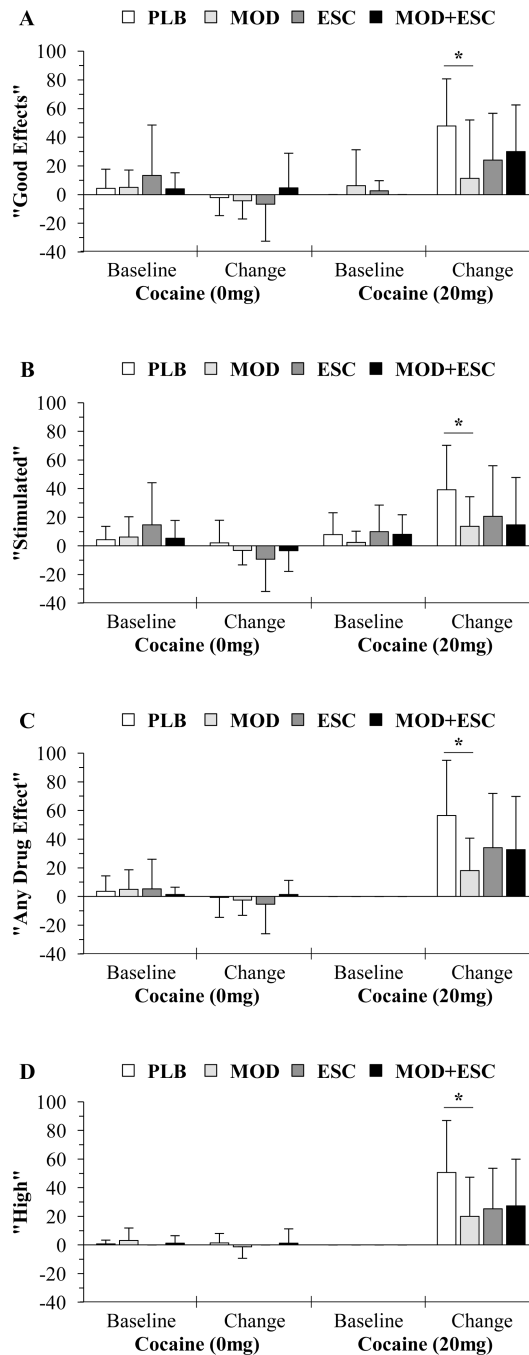 A
PLB MOD ESC MOD+ESC
100
80
60
40
20
0
-20
-40
"Good Effects"
*
Baseline Change Baseline Change
Cocaine (0mg) Cocaine (20mg)
B
PLB MOD ESC MOD+ESC
100
80
60
40
20
0
-20
-40
"Stimulated"
*
Baseline Change Baseline Change
Cocaine (0mg) Cocaine (20mg)
C
PLB MOD ESC MOD+ESC
100
80
60
40
20
0
-20
-40
"Any Drug Effect"
*
Baseline Change Baseline Change
Cocaine (0mg) Cocaine (20mg)
D
PLB MOD ESC MOD+ESC
100
80
60
40
20
0
-20
-40
"High"
*
Baseline Change Baseline Change
Cocaine (0mg) Cocaine (20mg)